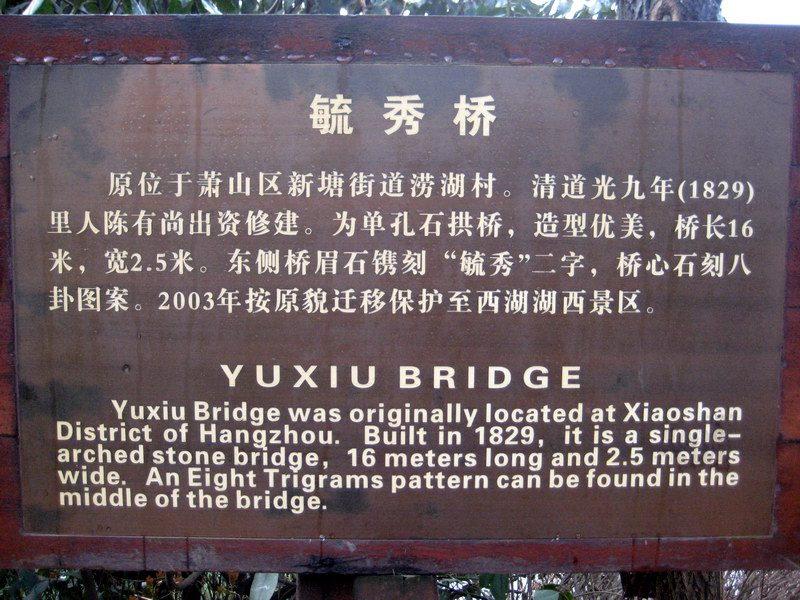 毓秀桥
原位于萧山区新塘街道涝湖村。清道光九年(1829)
里人陈有尚出资修建。为单孔石拱桥，造型优美，桥长16
米，宽2.5米。东侧桥眉石镌刻“毓秀”二字，桥心石刻八
卦图案。2003年按原貌迁移保护至西湖湖西景区。
YUXIU BRIDGE
Yuxiu Bridge was originally located at Xiaoshan
District of Hangzhou. Built in 1829, it is a single-
arched stone bridge, 16 meters long and 2.5 meters
wide. An Eight Trigrams pattern can be found in the
middle of the bridge.